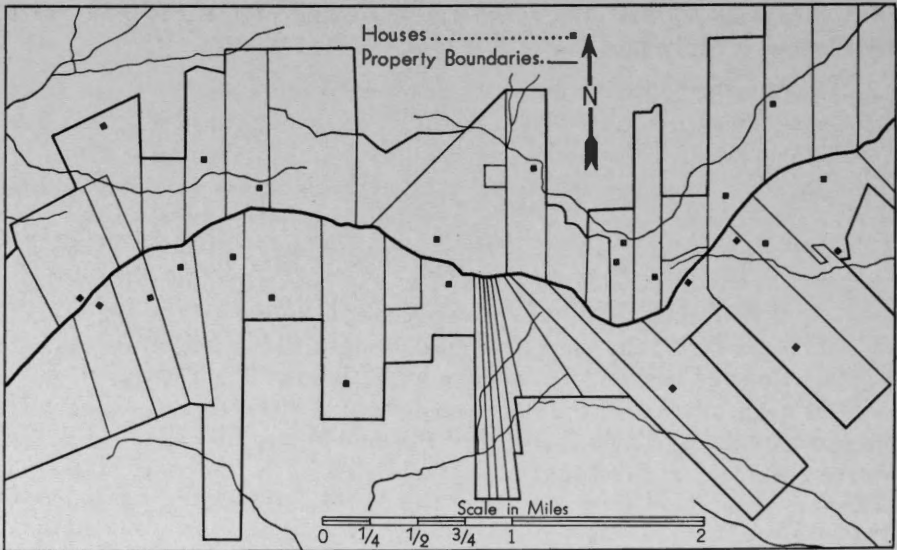 Houses..................
Property Boundaries...
N
Scale in Miles
0 1/4 1/2 3/4 1 2